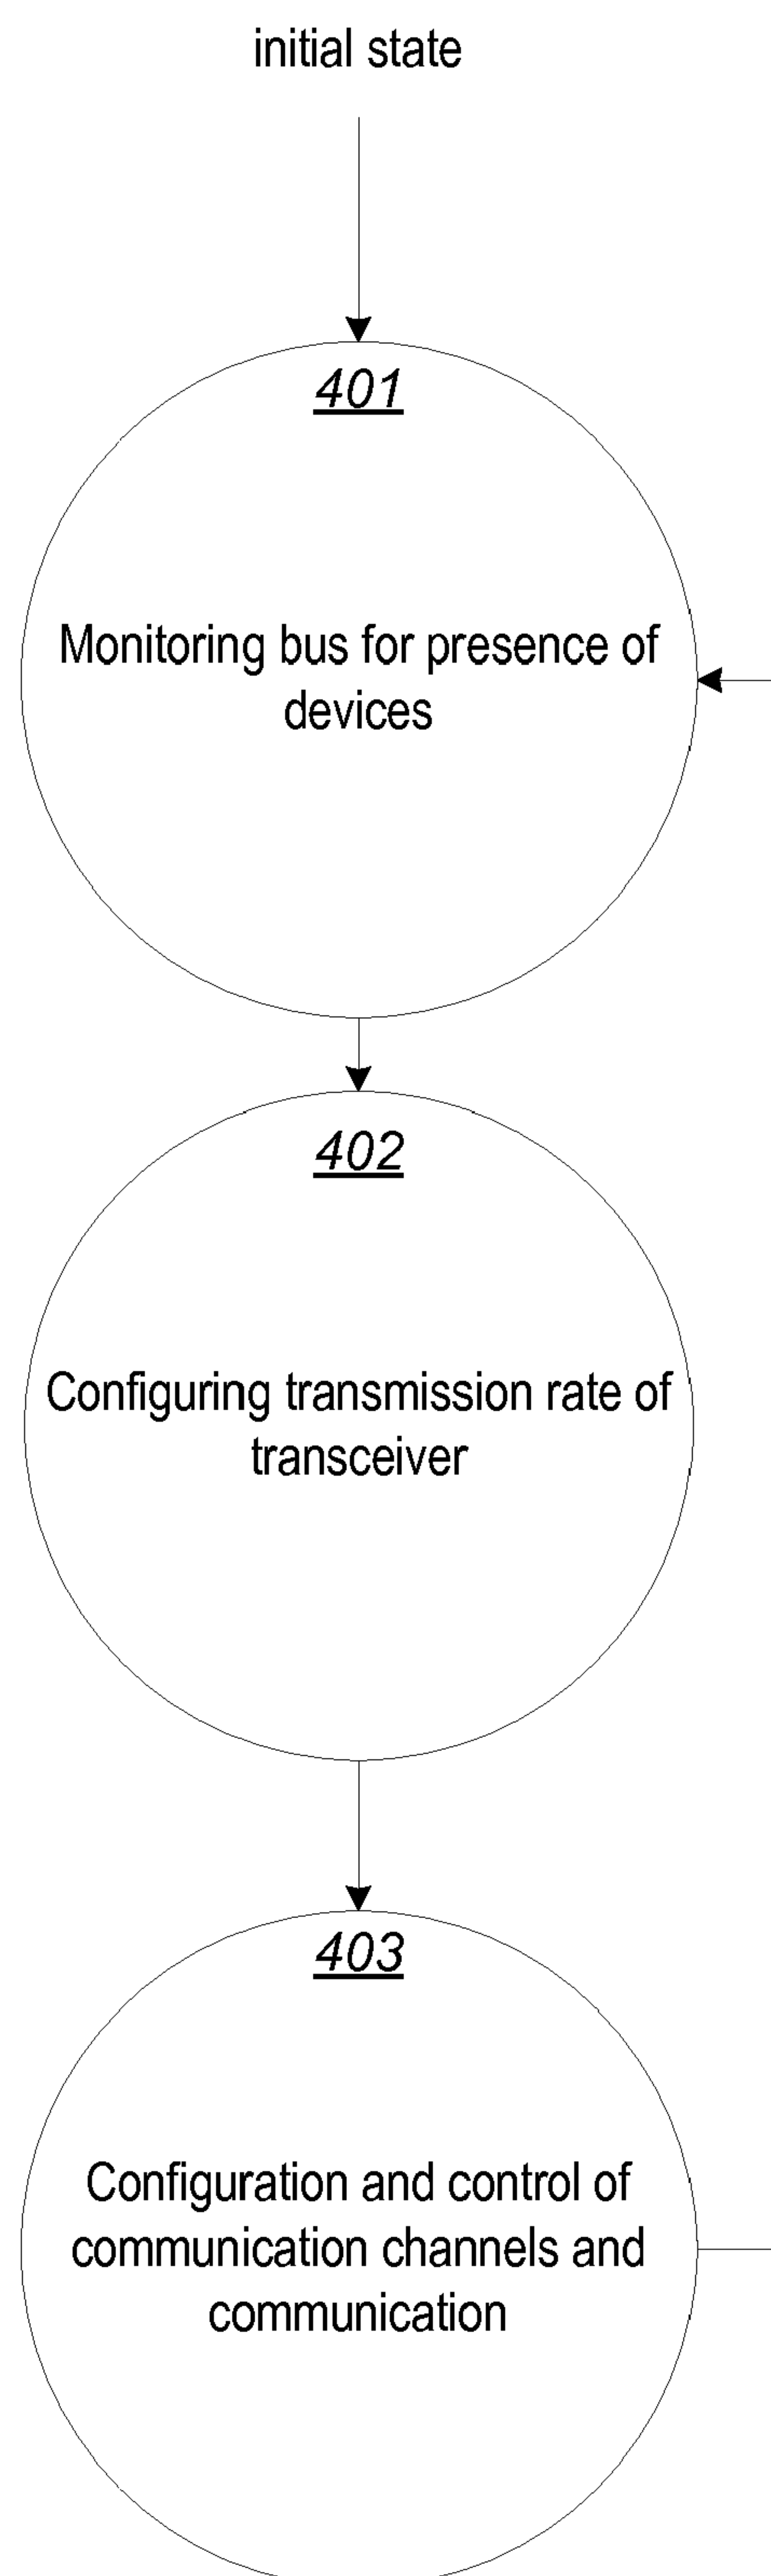 initial state
401
Monitoring bus for presence of
devices
402
Configuring transmission rate of
transceiver
403
Configuration and control of
communication channels and
communication